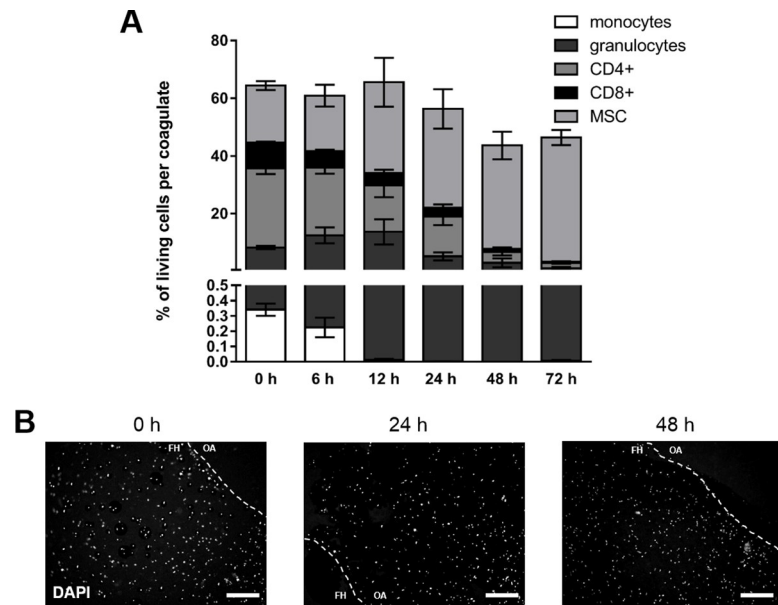 A
monocytes
granulocytes
CD4+
CD8+
MSC
% of living cells per coagulate
80
60
40
20
0.5
0.4
0.3
0.2
0.1
0.0
0 h 6 h 12 h 24 h 48 h 72 h
B
0 h 24 h 48 h
FH OA
FH OA
FH OA
DAPI